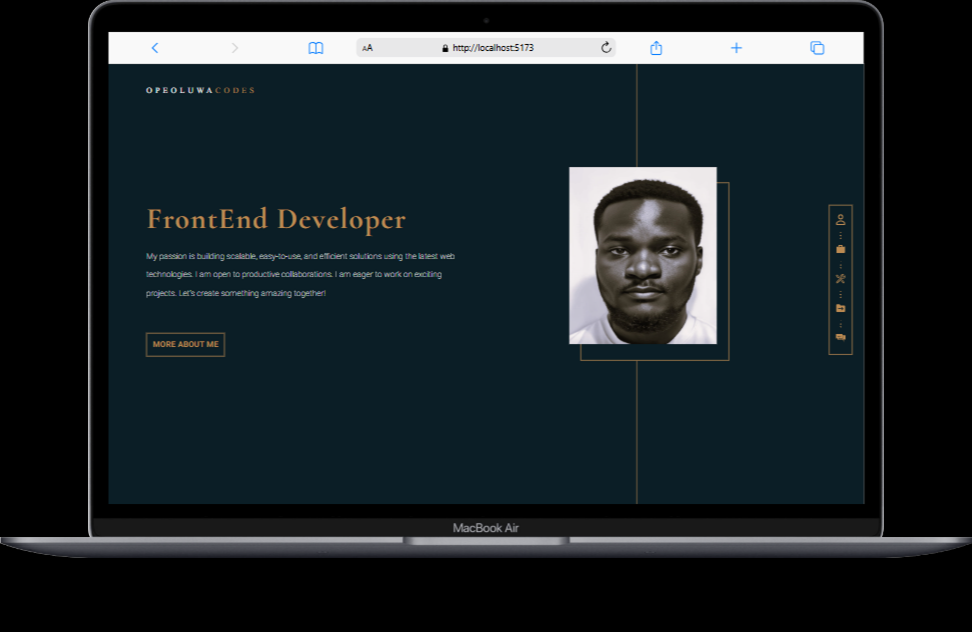 AA http://localhost:5173
OPEOLUWACODES
FrontEnd Developer
My passion is building scalable, easy-to-use, and efficient solutions using the latest web
technologies. I am open to productive collaborations. I am eager to work on exciting
projects. Let's create something amazing together!
MORE ABOUT ME
MacBook Air